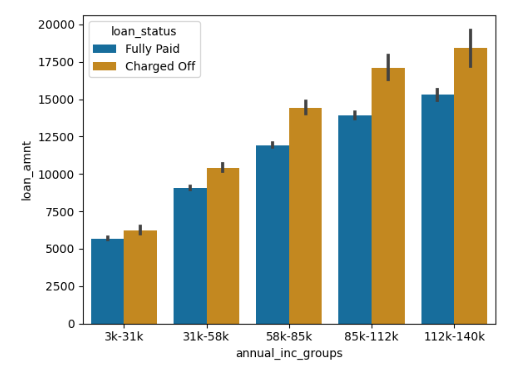 loan_status
Fully Paid
Charged Off
20000
17500
15000
12500
10000
7500
5000
2500
0
loan_amnt
3k-31k 31k-58k 58k-85k 85k-112k 112k-140k
annual_inc_groups